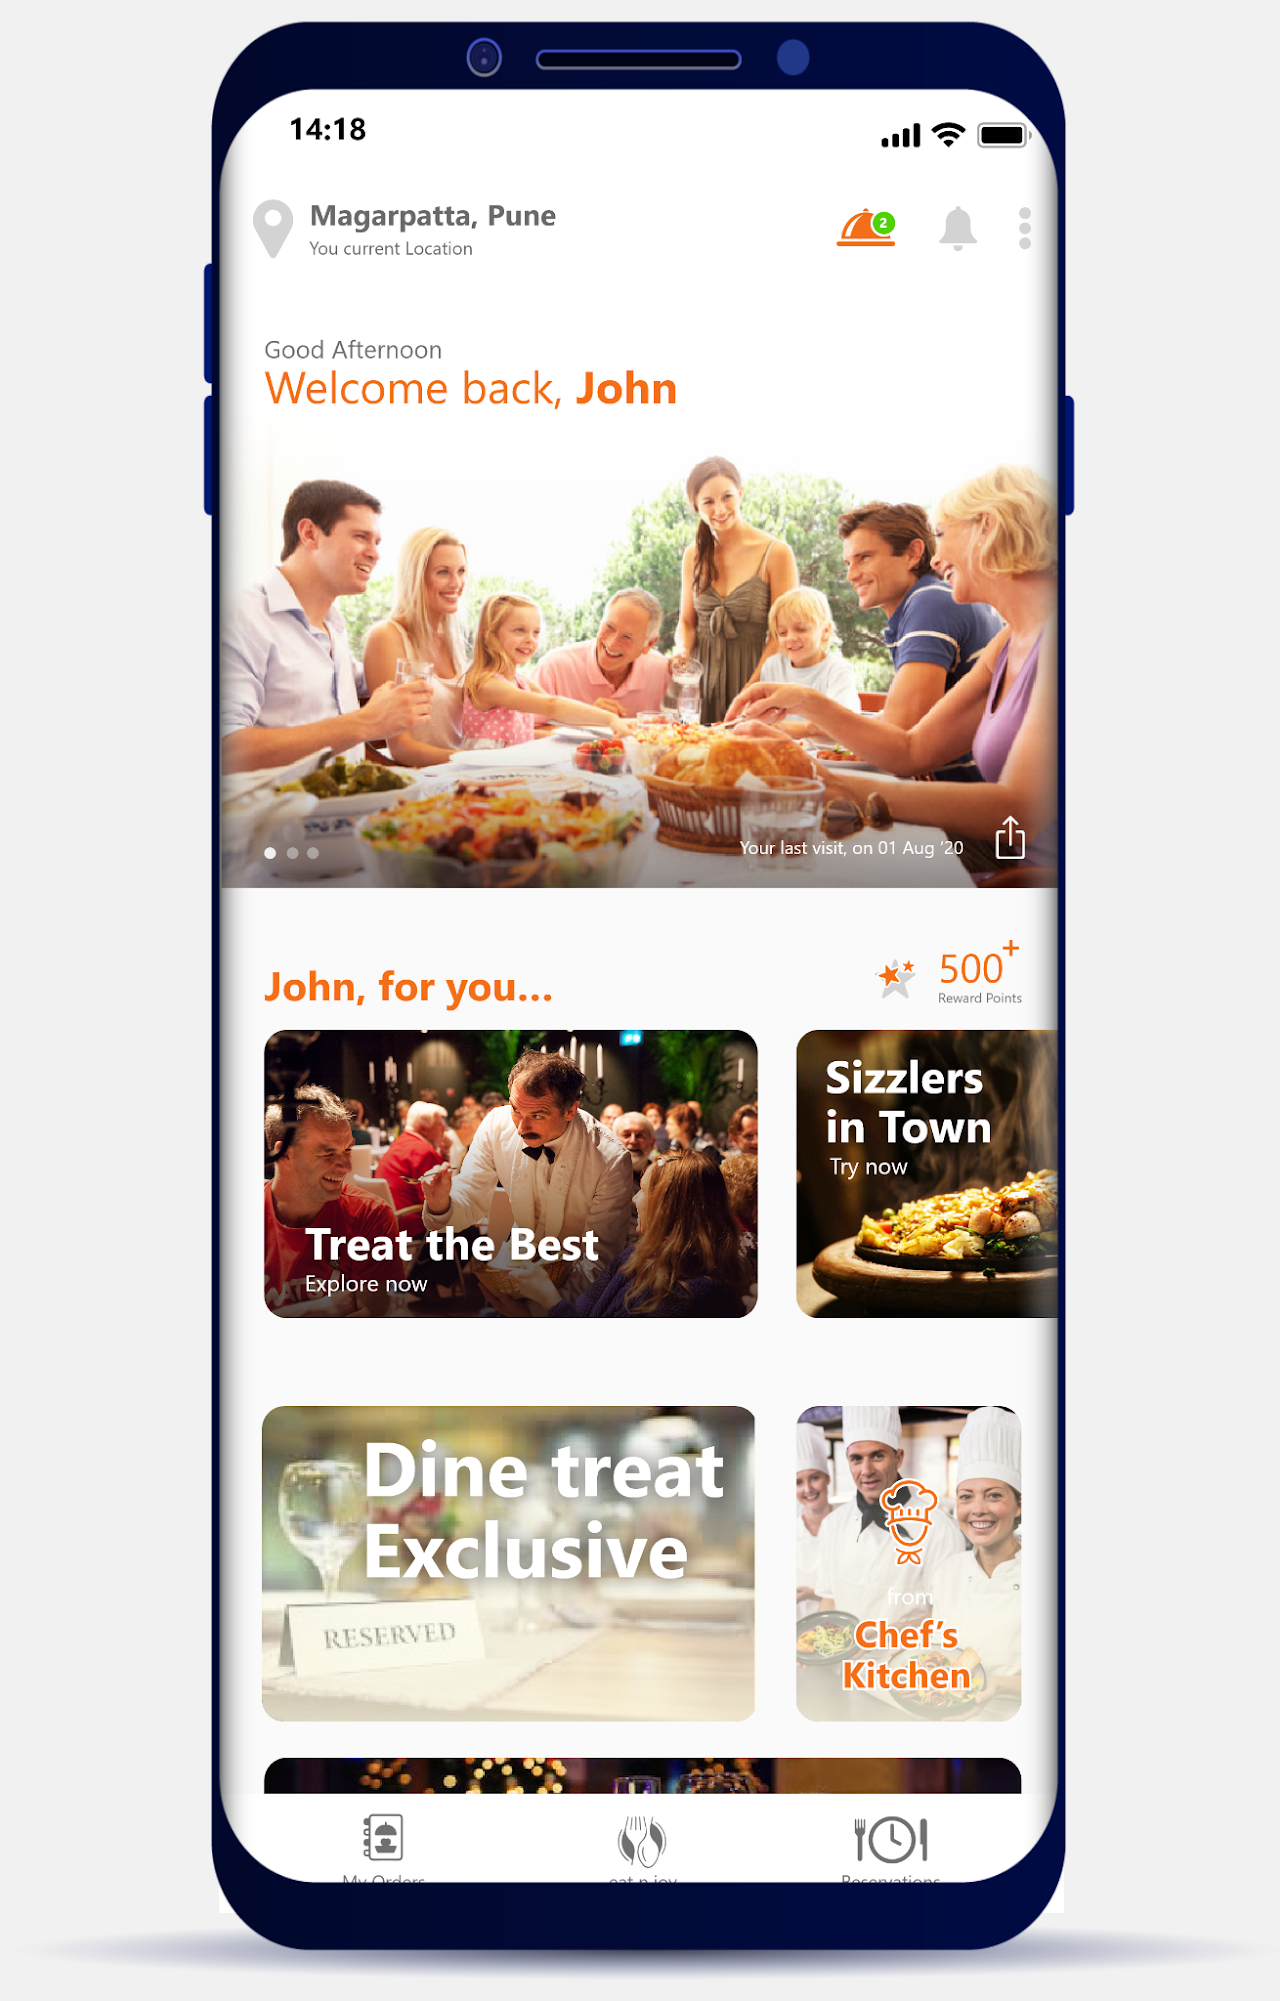 14:18
Magarpatta, Pune
2
You current Location
Good Afternoon
Welcome back, John
Your last visit, on 01 Aug '20
John, for you...
500+
Reward Points
Treat the Best
Explore now
Sizzlers
in Town
Try now
Dine treat
Exclusive
RESERVED
from
Chef's
Kitchen
My Orders
eat n joy
Reservations